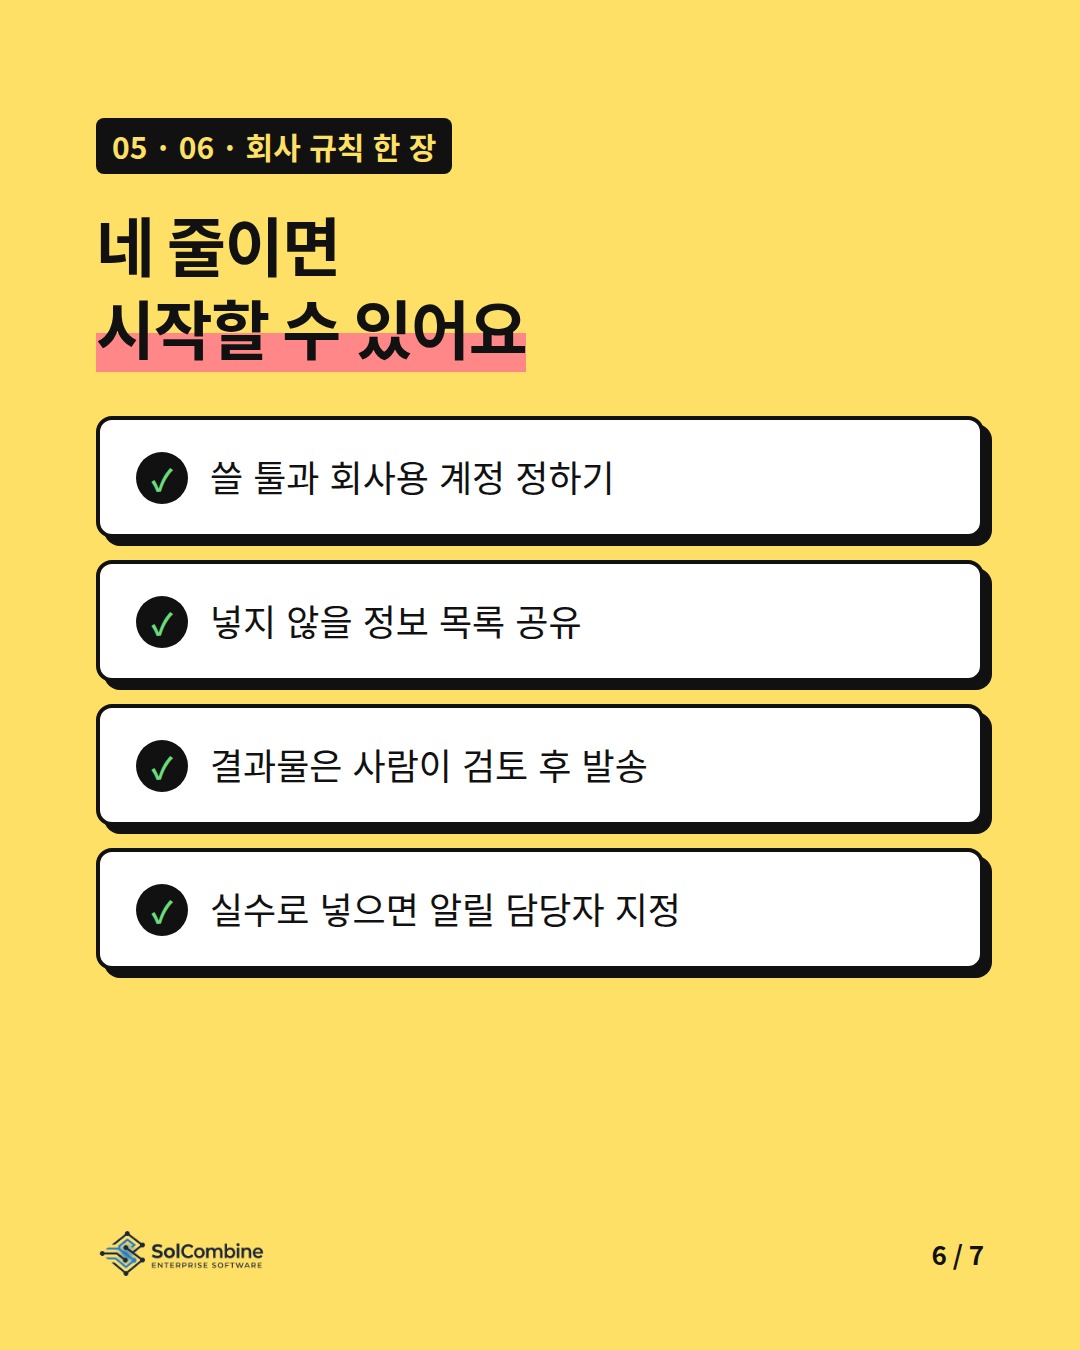 05 · 06 · 회사 규칙 한 장
네 줄이면
시작할 수 있어요
✓ 쓸 툴과 회사용 계정 정하기
✓ 넣지 않을 정보 목록 공유
✓ 결과물은 사람이 검토 후 발송
✓ 실수로 넣으면 알릴 담당자 지정
SolCombine
ENTERPRISE SOFTWARE
6 / 7